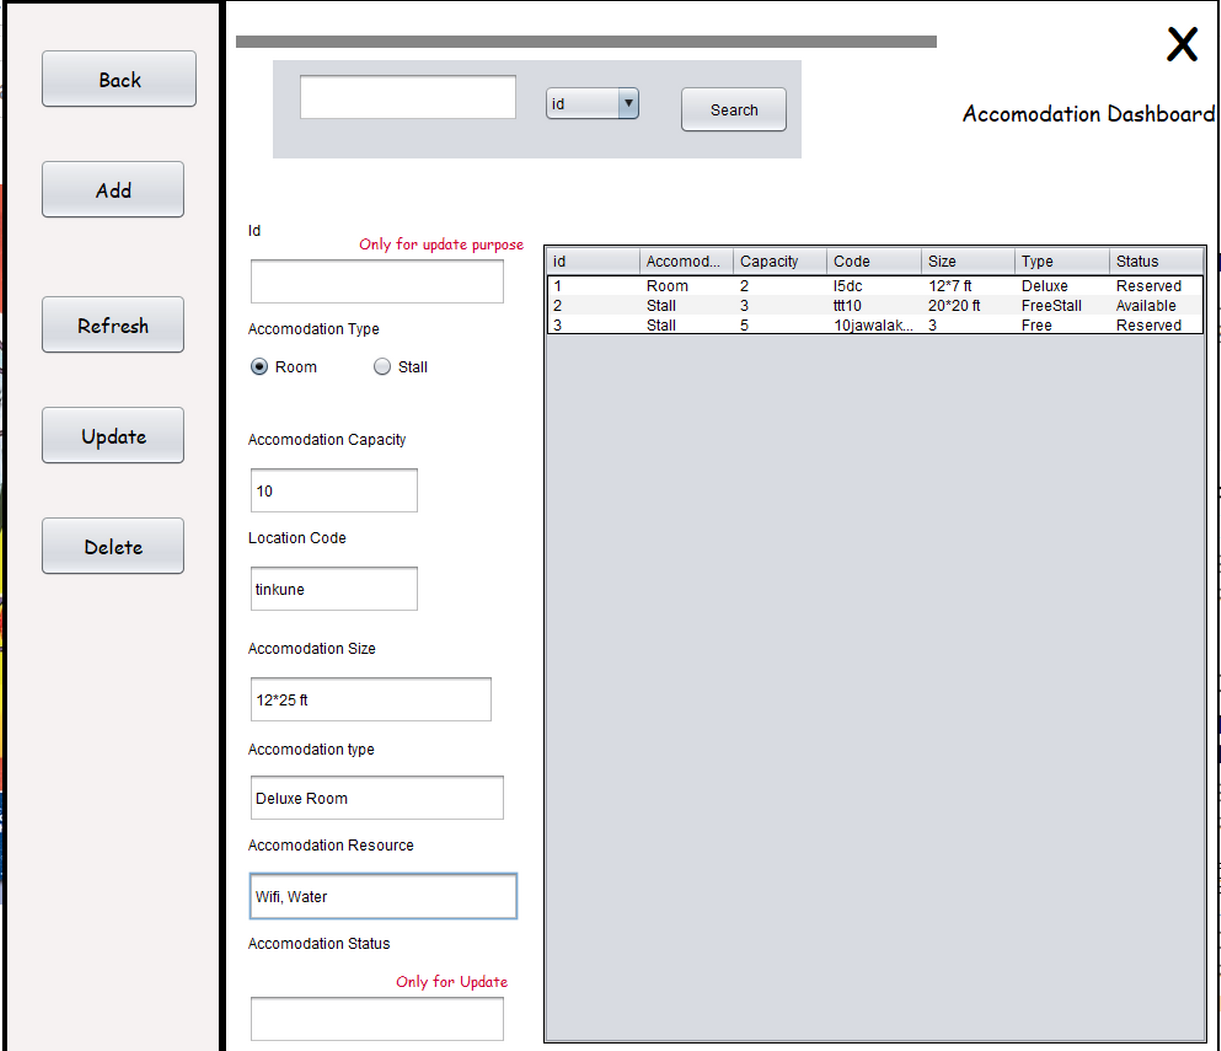 X
Back
id
Search
Accomodation Dashboard
Add
Id
Only for update purpose
id Accomod... Capacity Code Size Type Status
1 Room 2 l5dc 12*7 ft Deluxe Reserved
2 Stall 3 ttt10 20*20 ft FreeStall Available
3 Stall 5 10jawalak... 3 Free Reserved
Refresh
Accomodation Type
Room Stall
Update
Accomodation Capacity
10
Location Code
Delete
tinkune
Accomodation Size
12*25 ft
Accomodation type
Deluxe Room
Accomodation Resource
Wifi, Water
Accomodation Status
Only for Update